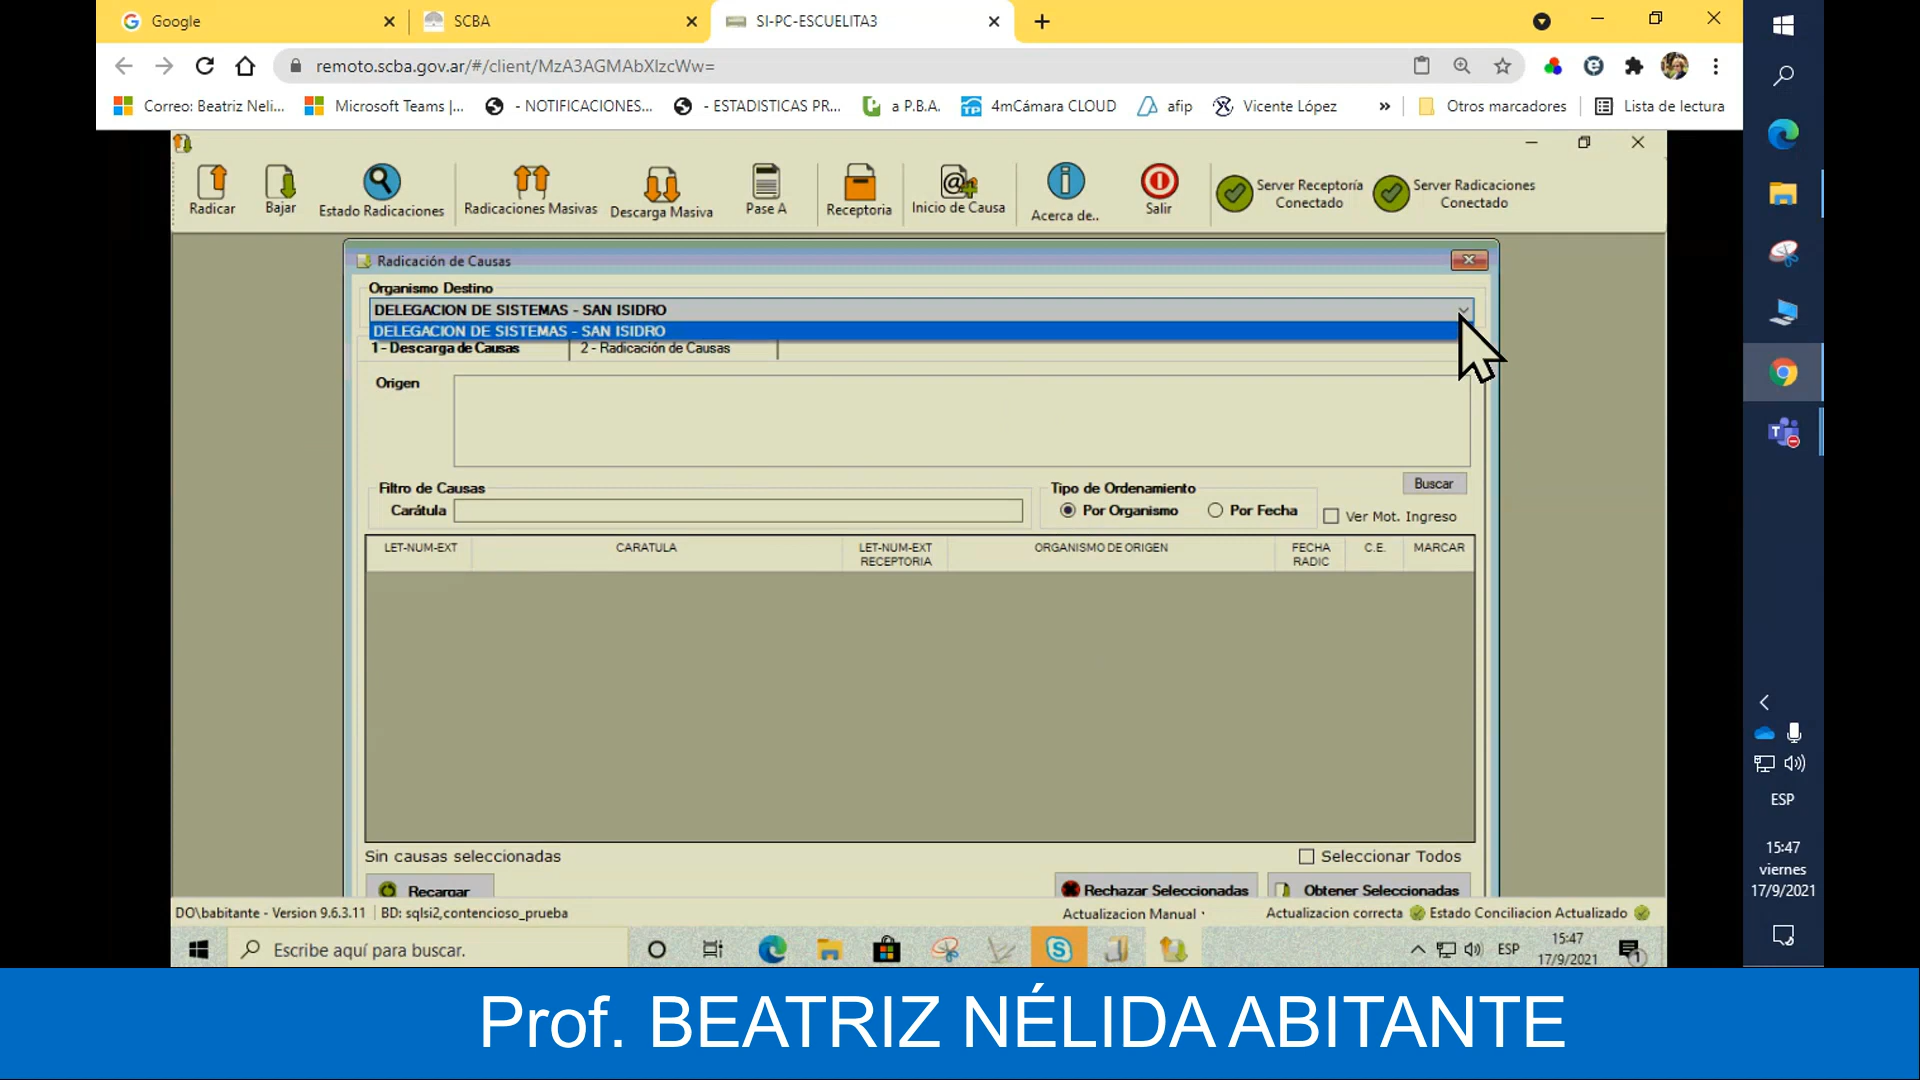 Google
SCBA
SI-PC-ESCUELITA3
remoto.scba.gov.ar/#/client/MzA3AGMAbXlzcWw=
Correo: Beatriz Neli...
Microsoft Teams |...
- NOTIFICACIONES...
- ESTADISTICAS PR...
a P.B.A.
4mCámara CLOUD
afip
Vicente López
»
Otros marcadores
Lista de lectura
Radicar
Bajar
Estado Radicaciones
Radicaciones Masivas
Descarga Masiva
Pase A
Receptoria
Inicio de Causa
Acerca de..
Salir
Server Receptoría
Conectado
Server Radicaciones
Conectado
Radicación de Causas
Organismo Destino
DELEGACION DE SISTEMAS - SAN ISIDRO
DELEGACION DE SISTEMAS - SAN ISIDRO
1 - Descarga de Causas
2 - Radicación de Causas
Origen
Buscar
Filtro de Causas
Carátula
Tipo de Ordenamiento
Por Organismo
Por Fecha
Ver Mot. Ingreso
LET-NUM-EXT
CARATULA
LET-NUM-EXT
RECEPTORIA
ORGANISMO DE ORIGEN
FECHA
RADIC
C.E.
MARCAR
Sin causas seleccionadas
Seleccionar Todos
Recargar
Rechazar Seleccionadas
Obtener Seleccionadas
DO\babitante - Version 9.6.3.11
BD: sqlsi2,contencioso_prueba
Actualizacion Manual
Actualizacion correcta
Estado Conciliacion Actualizado
Escribe aquí para buscar.
ESP
15:47
17/9/2021
ESP
15:47
viernes
17/9/2021
Prof. BEATRIZ NÉLIDA ABITANTE